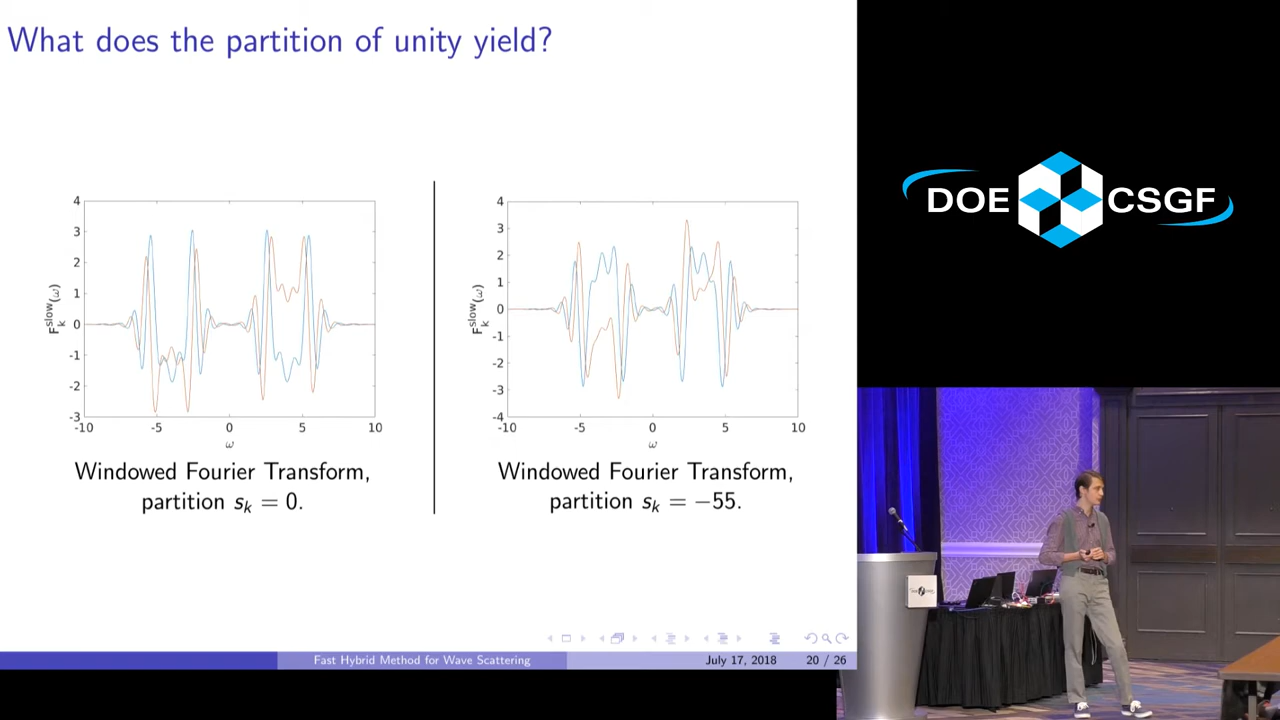 What does the partition of unity yield?
4
3
2
1
0
-1
-2
-3
-10
-5
0
5
10
F_k^slow(ω)
ω
Windowed Fourier Transform,
partition s_k = 0.
4
3
2
1
0
-1
-2
-3
-4
-10
-5
0
5
10
F_k^slow(ω)
ω
Windowed Fourier Transform,
partition s_k = −55.
Fast Hybrid Method for Wave Scattering
July 17, 2018
20 / 26
DOE CSGF
DOE CSGF